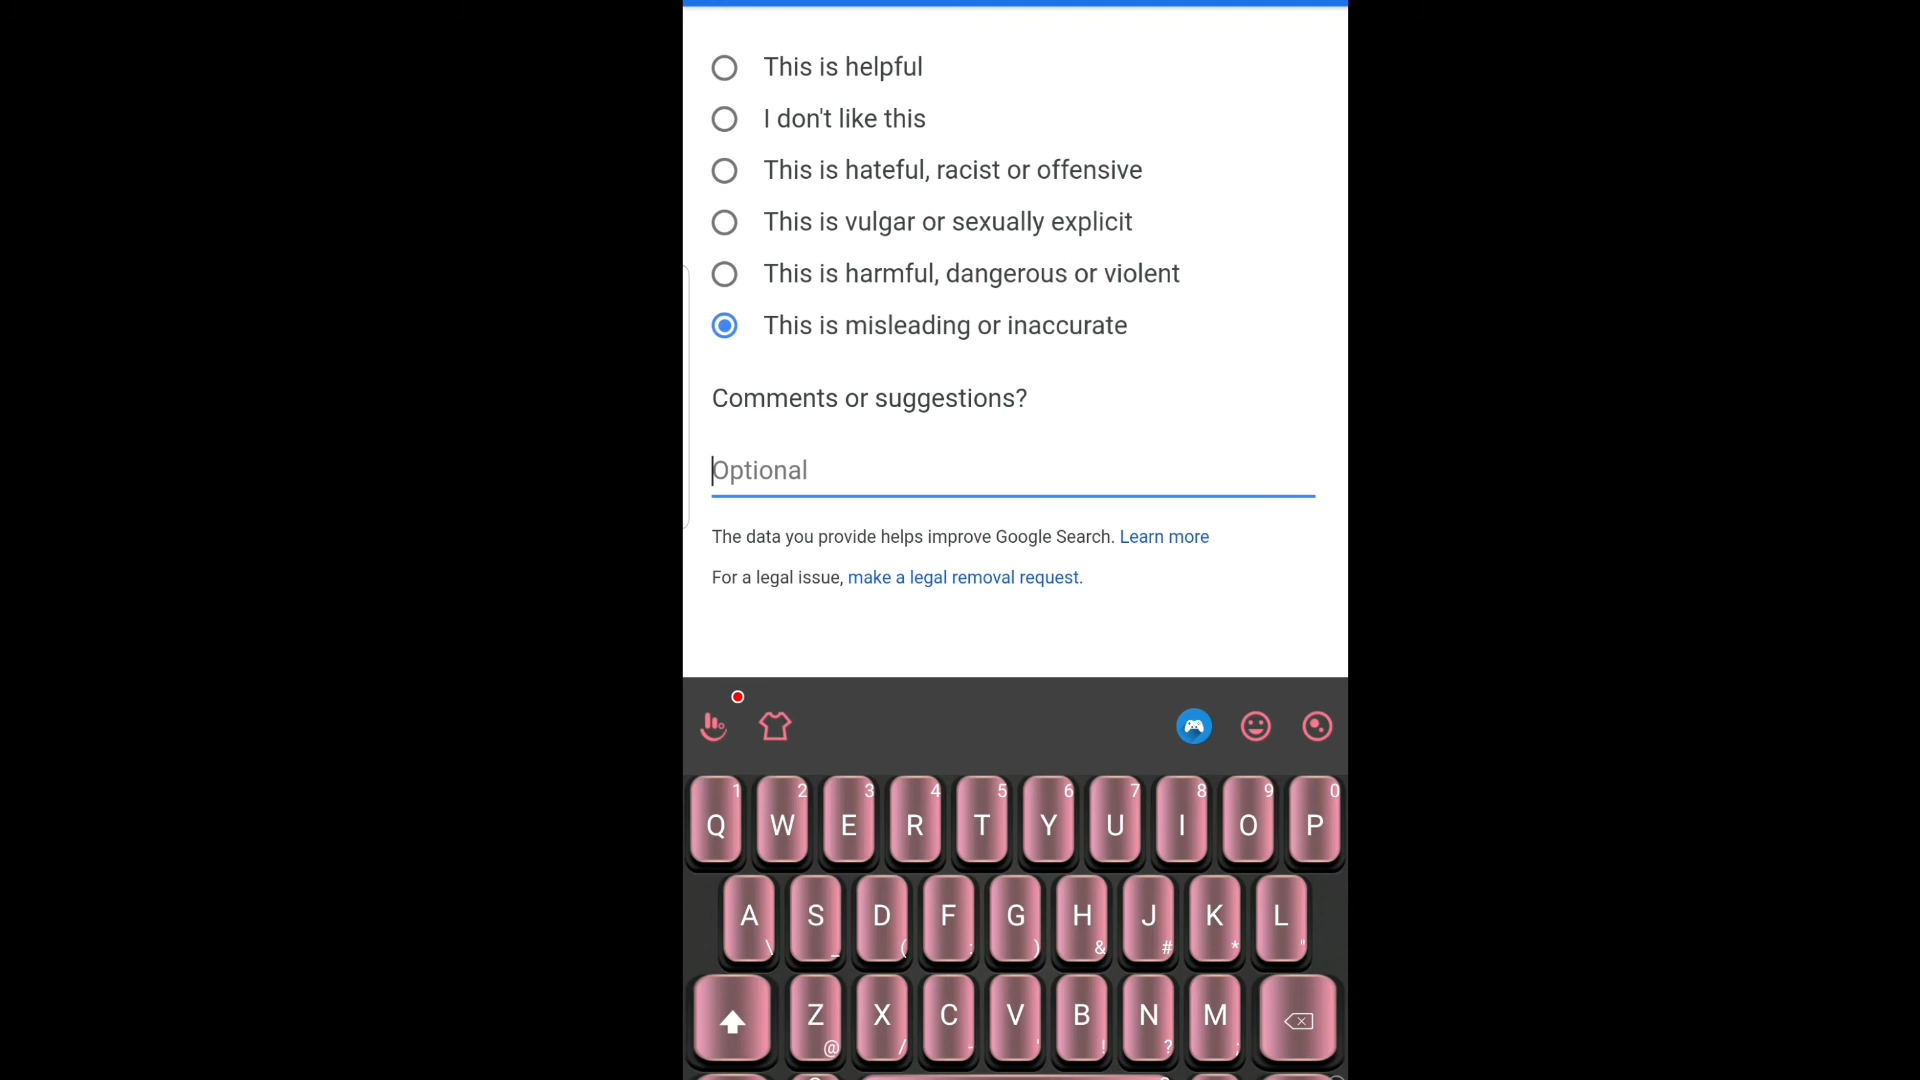 This is helpful
I don't like this
This is hateful, racist or offensive
This is vulgar or sexually explicit
This is harmful, dangerous or violent
This is misleading or inaccurate
Comments or suggestions?
Optional
The data you provide helps improve Google Search. Learn more
For a legal issue, make a legal removal request.
1 2 3 4 5 6 7 8 9 0
Q W E R T Y U I O P
A S D F G H J K L
\ _ ( : ) & # * "
Z X C V B N M
@ / - ' ! ? ;